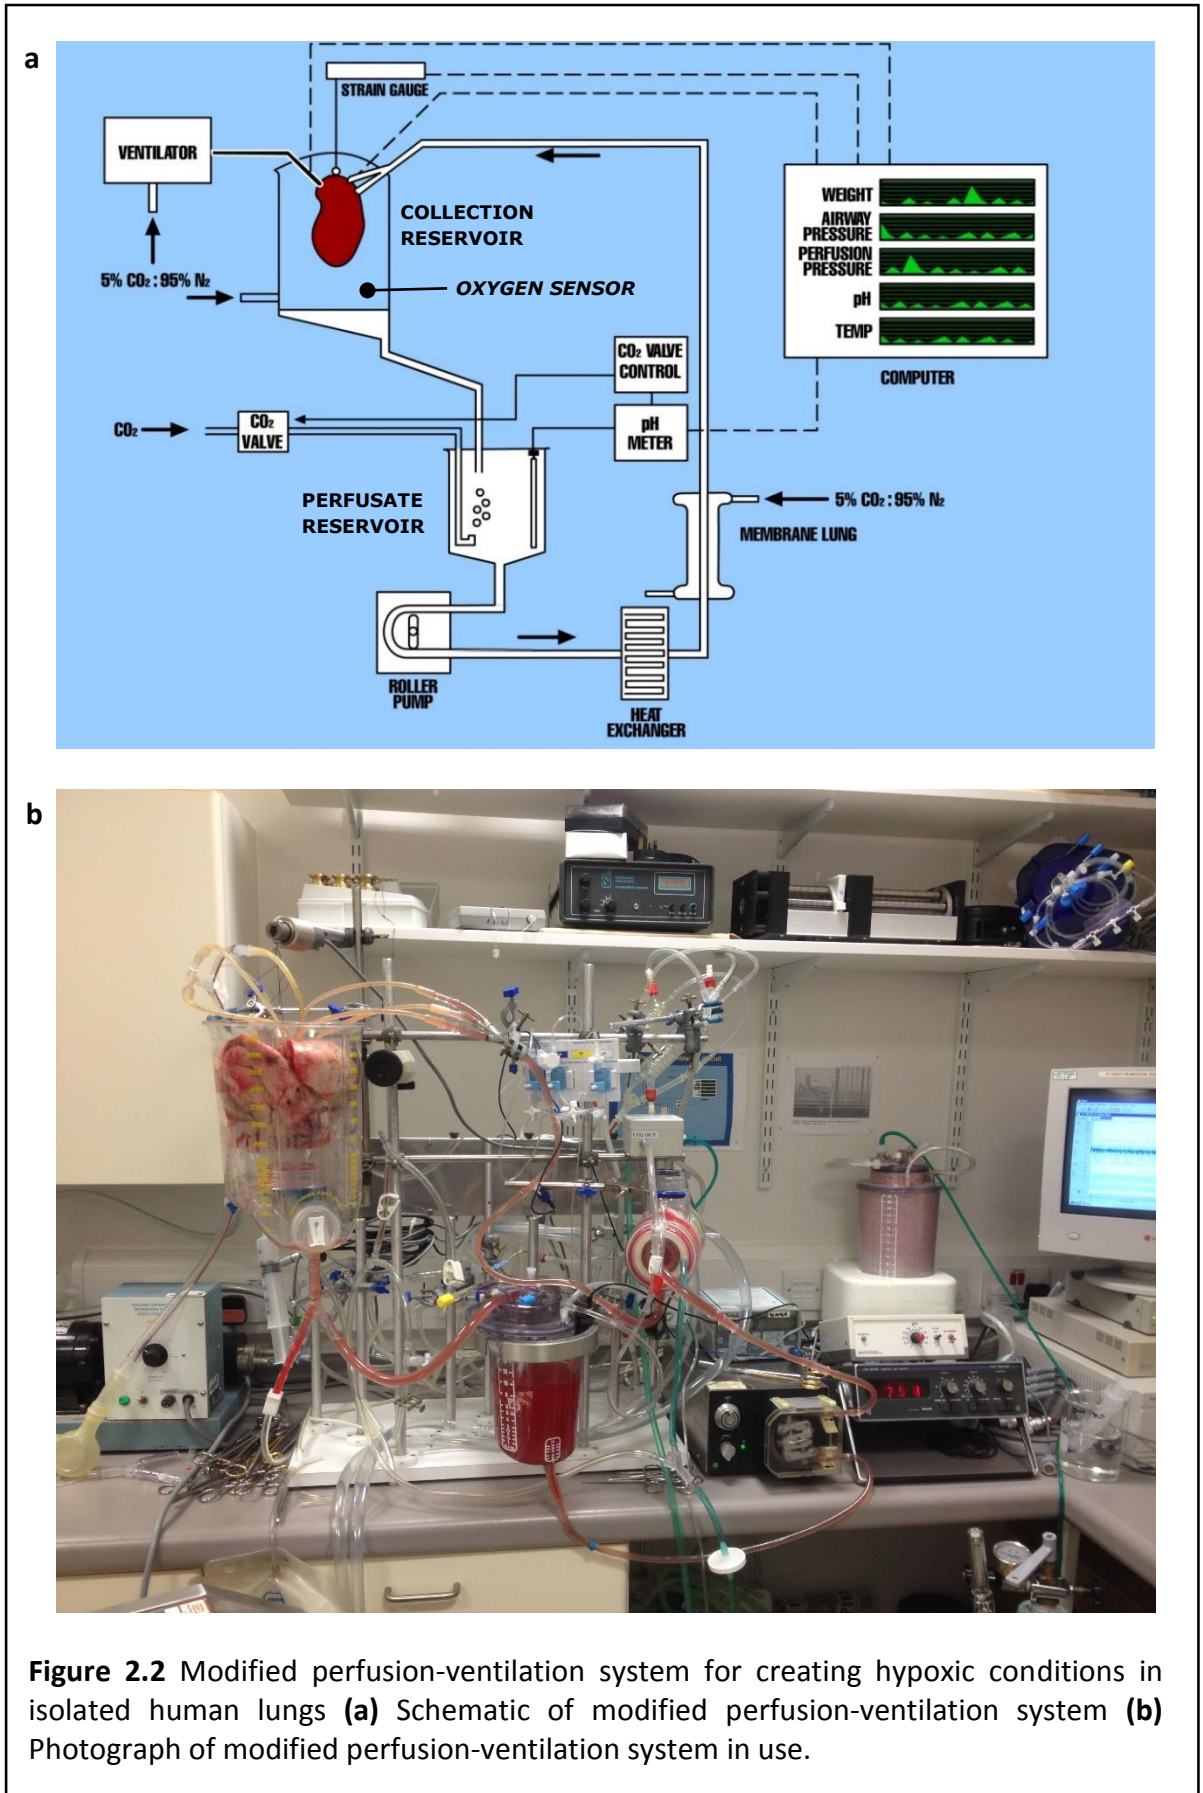 a
STRAIN GAUGE
VENTILATOR
COLLECTION
RESERVOIR
5% CO₂ : 95% N₂
OXYGEN SENSOR
WEIGHT
AIRWAY
PRESSURE
PERFUSION
PRESSURE
pH
TEMP
COMPUTER
CO₂ VALVE
CONTROL
CO₂
CO₂
VALVE
pH
METER
PERFUSATE
RESERVOIR
5% CO₂ : 95% N₂
MEMBRANE LUNG
ROLLER
PUMP
HEAT
EXCHANGER
b
CO2 OUT
751
Figure 2.2 Modified perfusion-ventilation system for creating hypoxic conditions in
isolated human lungs (a) Schematic of modified perfusion-ventilation system (b)
Photograph of modified perfusion-ventilation system in use.